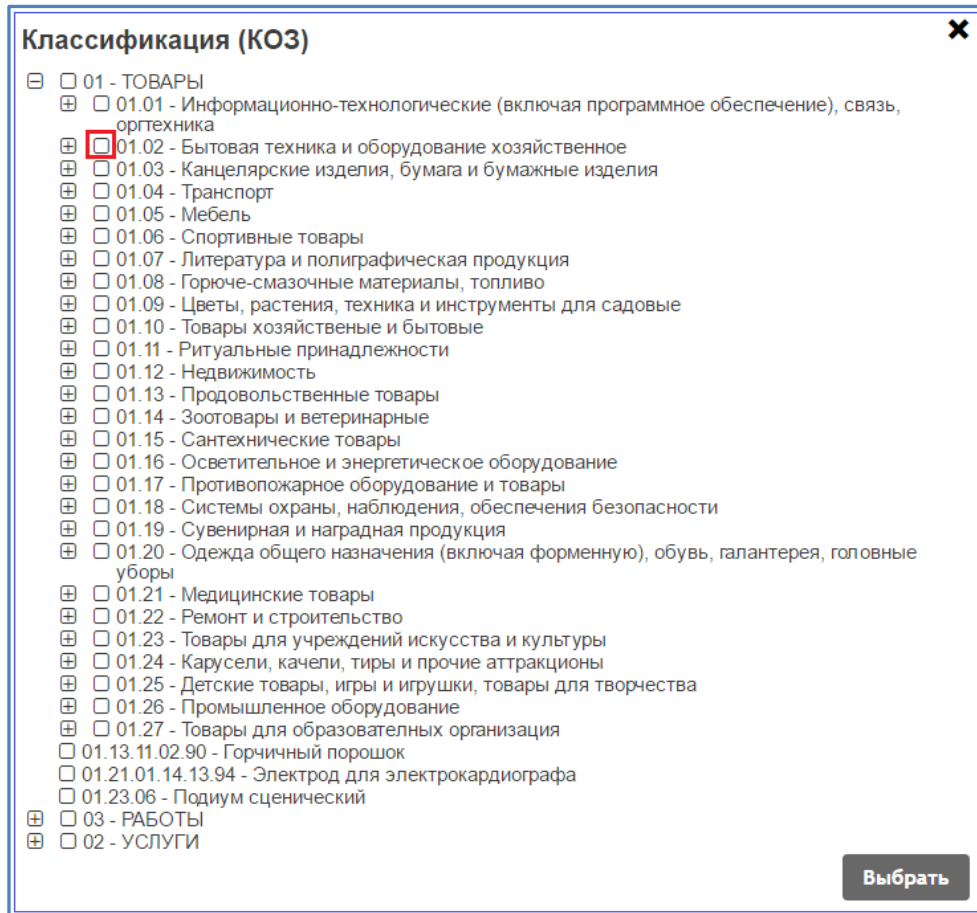 Классификация (КОЗ)
01 - ТОВАРЫ
01.01 - Информационно-технологические (включая программное обеспечение), связь,
оргтехника
01.02 - Бытовая техника и оборудование хозяйственное
01.03 - Канцелярские изделия, бумага и бумажные изделия
01.04 - Транспорт
01.05 - Мебель
01.06 - Спортивные товары
01.07 - Литература и полиграфическая продукция
01.08 - Горюче-смазочные материалы, топливо
01.09 - Цветы, растения, техника и инструменты для садовые
01.10 - Товары хозяйственые и бытовые
01.11 - Ритуальные принадлежности
01.12 - Недвижимость
01.13 - Продовольственные товары
01.14 - Зоотовары и ветеринарные
01.15 - Сантехнические товары
01.16 - Осветительное и энергетическое оборудование
01.17 - Противопожарное оборудование и товары
01.18 - Системы охраны, наблюдения, обеспечения безопасности
01.19 - Сувенирная и наградная продукция
01.20 - Одежда общего назначения (включая форменную), обувь, галантерея, головные
уборы
01.21 - Медицинские товары
01.22 - Ремонт и строительство
01.23 - Товары для учреждений искусства и культуры
01.24 - Карусели, качели, тиры и прочие аттракционы
01.25 - Детские товары, игры и игрушки, товары для творчества
01.26 - Промышленное оборудование
01.27 - Товары для образователных организация
01.13.11.02.90 - Горчичный порошок
01.21.01.14.13.94 - Электрод для электрокардиографа
01.23.06 - Подиум сценический
03 - РАБОТЫ
02 - УСЛУГИ
Выбрать